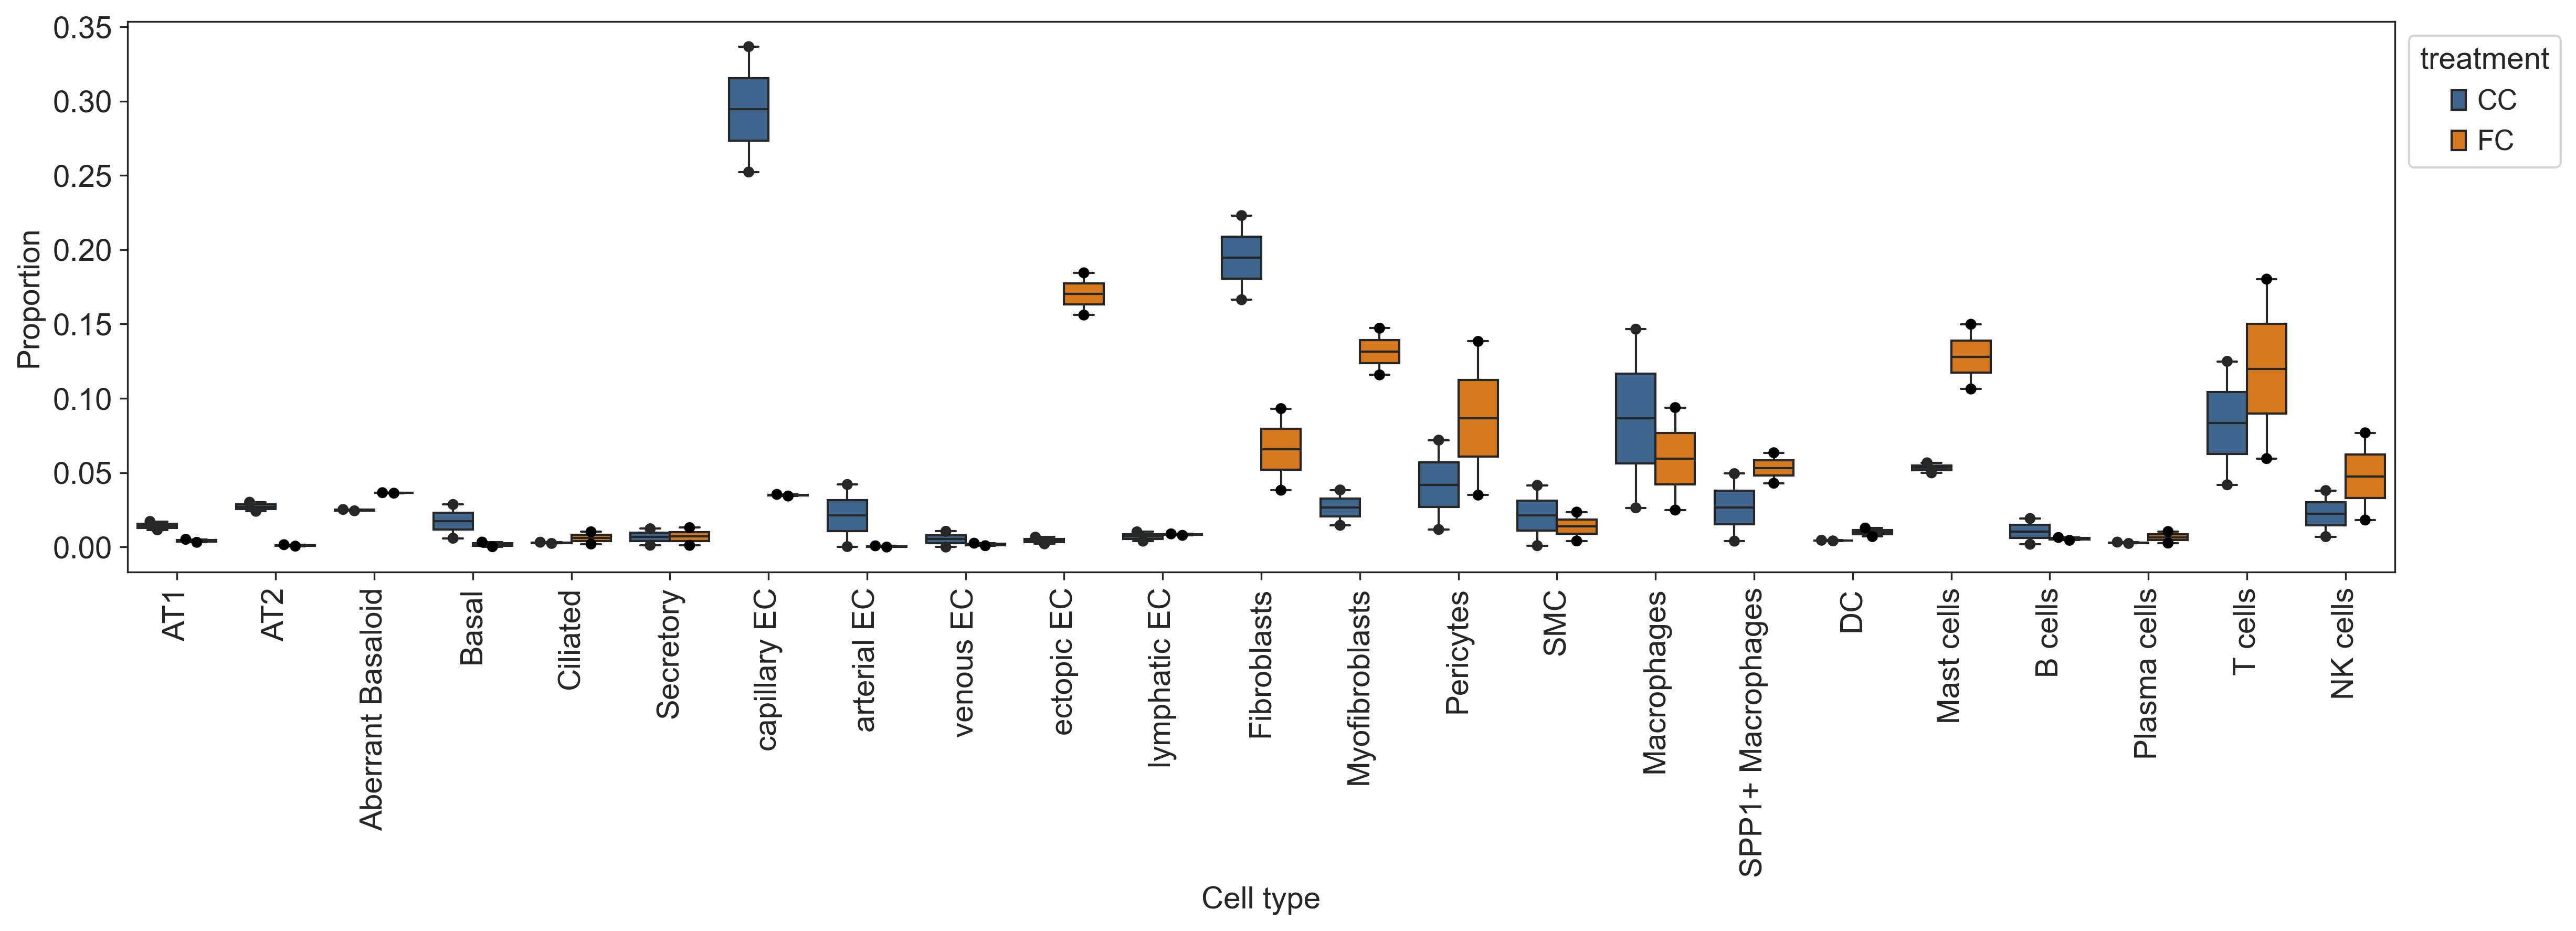 0.35
0.30
0.25
0.20
0.15
0.10
0.05
0.00
Proportion
treatment
CC
FC
AT1
AT2
Aberrant Basaloid
Basal
Ciliated
Secretory
capillary EC
arterial EC
venous EC
ectopic EC
lymphatic EC
Fibroblasts
Myofibroblasts
Pericytes
SMC
Macrophages
SPP1+ Macrophages
DC
Mast cells
B cells
Plasma cells
T cells
NK cells
Cell type